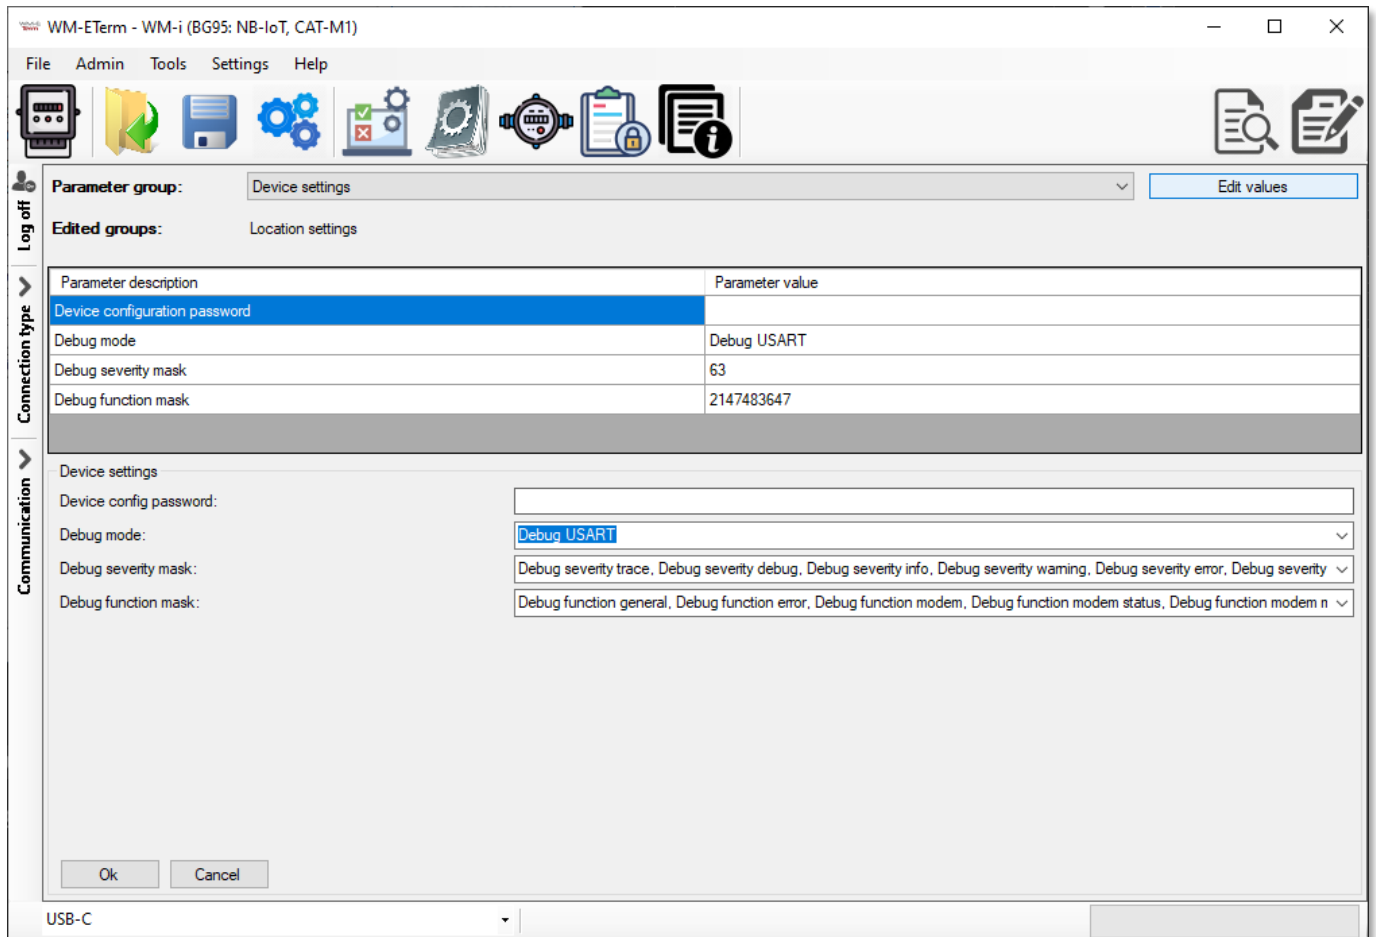 WM-ETerm - WM-i (BG95: NB-IoT, CAT-M1)
File Admin Tools Settings Help
Parameter group: Device settings Edit values
Edited groups: Location settings
Log off
Connection type
Communication
Parameter description Parameter value
Device configuration password
Debug mode Debug USART
Debug severity mask 63
Debug function mask 2147483647
Device settings
Device config password:
Debug mode: Debug USART
Debug severity mask: Debug severity trace, Debug severity debug, Debug severity info, Debug severity warning, Debug severity error, Debug severity
Debug function mask: Debug function general, Debug function error, Debug function modem, Debug function modem status, Debug function modem
Ok Cancel
USB-C